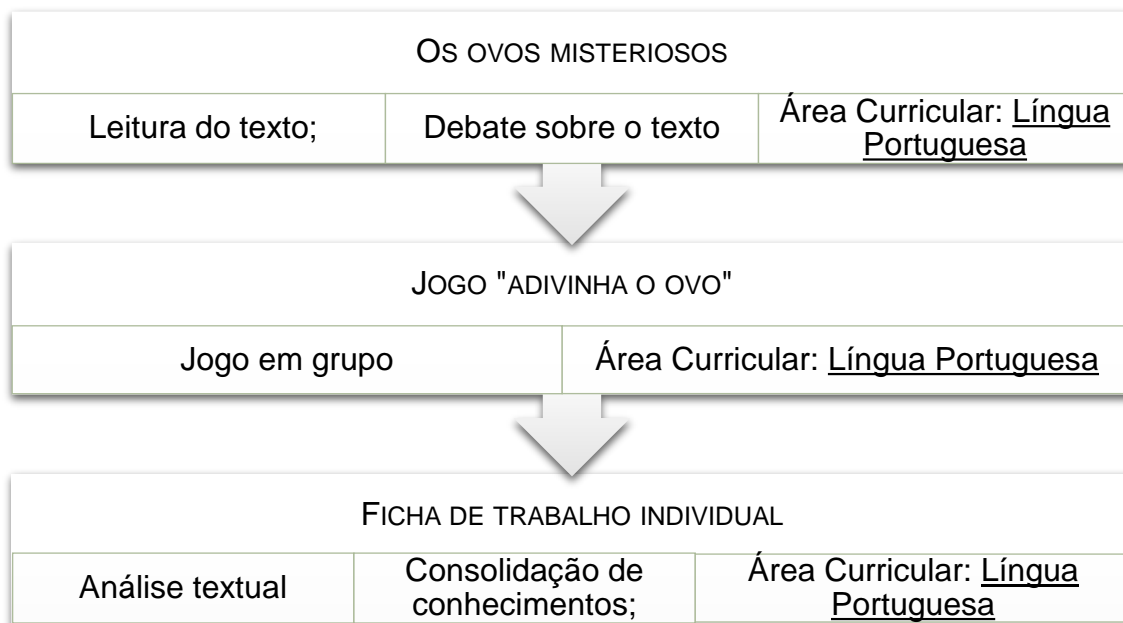 OS OVOS MISTERIOSOS
Leitura do texto;
Debate sobre o texto
Área Curricular: Língua
Portuguesa
JOGO "ADIVINHA O OVO"
Jogo em grupo
Área Curricular: Língua Portuguesa
FICHA DE TRABALHO INDIVIDUAL
Análise textual
Consolidação de
conhecimentos;
Área Curricular: Língua
Portuguesa